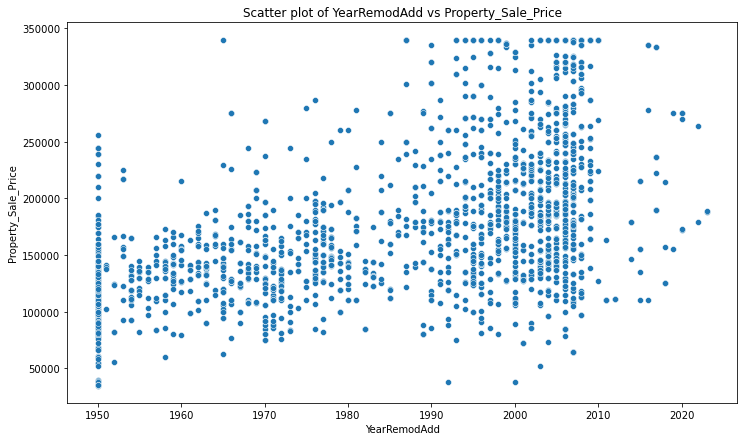 Scatter plot of YearRemodAdd vs Property_Sale_Price
350000
300000
250000
200000
150000
100000
50000
Property_Sale_Price
1950 1960 1970 1980 1990 2000 2010 2020
YearRemodAdd